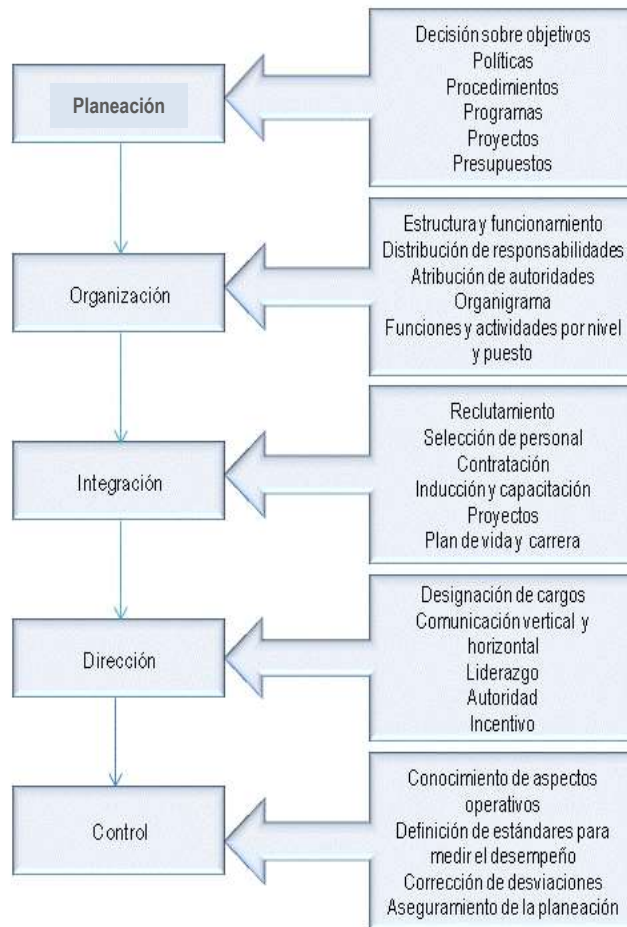 Planeación
Decisión sobre objetivos
Políticas
Procedimientos
Programas
Proyectos
Presupuestos
Organización
Estructura y funcionamiento
Distribución de responsabilidades
Atribución de autoridades
Organigrama
Funciones y actividades por nivel
y puesto
Integración
Reclutamiento
Selección de personal
Contratación
Inducción y capacitación
Proyectos
Plan de vida y carrera
Dirección
Designación de cargos
Comunicación vertical y
horizontal
Liderazgo
Autoridad
Incentivo
Control
Conocimiento de aspectos
operativos
Definición de estándares para
medir el desempeño
Corrección de desviaciones
Aseguramiento de la planeación